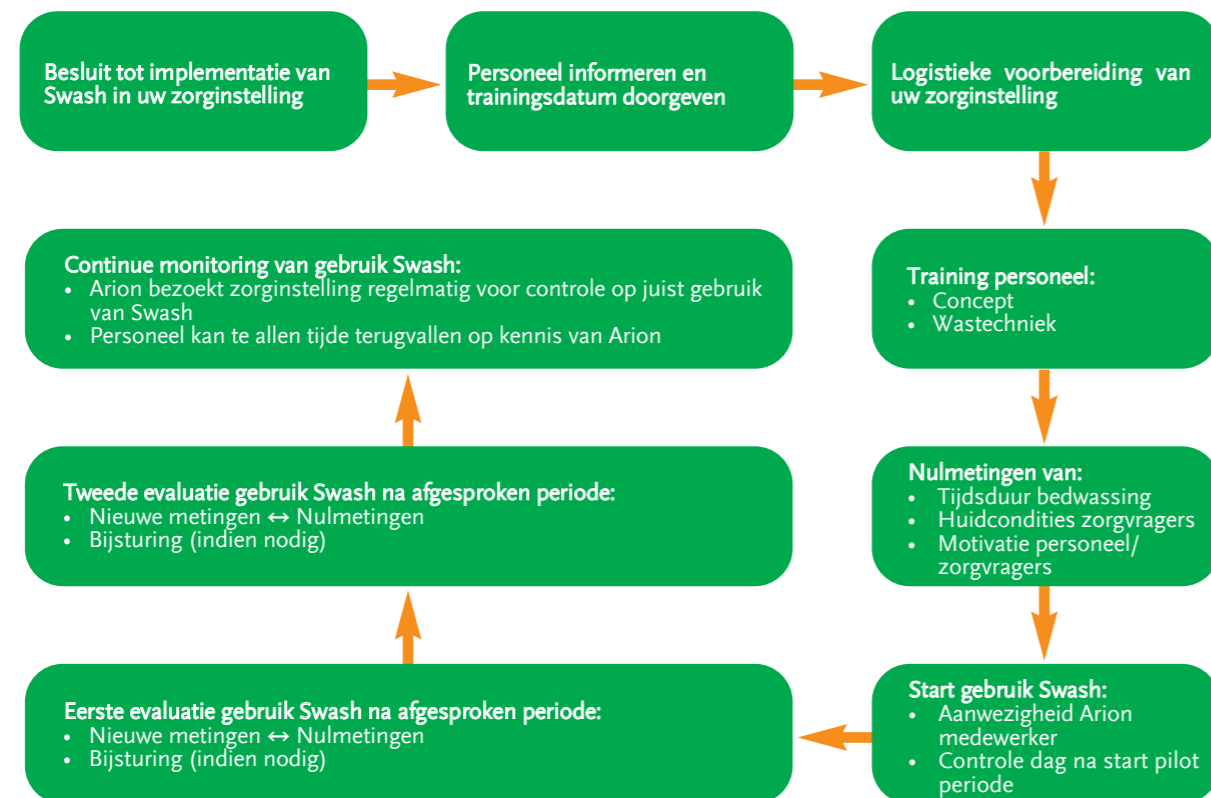 Besluit tot implementatie van
Swash in uw zorginstelling
Personeel informeren en
trainingsdatum doorgeven
Logistieke voorbereiding van
uw zorginstelling
Training personeel:
• Concept
• Wastechniek
Nulmetingen van:
• Tijdsduur bedwassing
• Huidcondities zorgvragers
• Motivatie personeel/
zorgvragers
Start gebruik Swash:
• Aanwezigheid Arion
medewerker
• Controle dag na start pilot
periode
Eerste evaluatie gebruik Swash na afgesproken periode:
• Nieuwe metingen ↔ Nulmetingen
• Bijsturing (indien nodig)
Tweede evaluatie gebruik Swash na afgesproken periode:
• Nieuwe metingen ↔ Nulmetingen
• Bijsturing (indien nodig)
Continue monitoring van gebruik Swash:
• Arion bezoekt zorginstelling regelmatig voor controle op juist gebruik
van Swash
• Personeel kan te allen tijde terugvallen op kennis van Arion